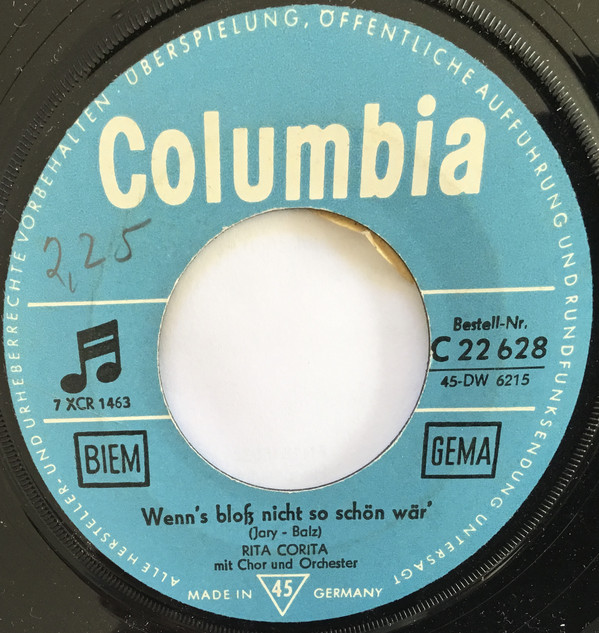 ALLE HERSTELLER- UND URHEBERRECHTE VORBEHALTEN · ÜBERSPIELUNG, ÖFFENTLICHE AUFFÜHRUNG UND RUNDFUNKSENDUNG UNTERSAGT
Columbia
2,25
Bestell-Nr.
C 22 628
45-DW 6215
7 XCR 1463
BIEM
GEMA
Wenn's bloß nicht so schön wär'
(Jary - Balz)
RITA CORITA
mit Chor und Orchester
MADE IN 45 GERMANY